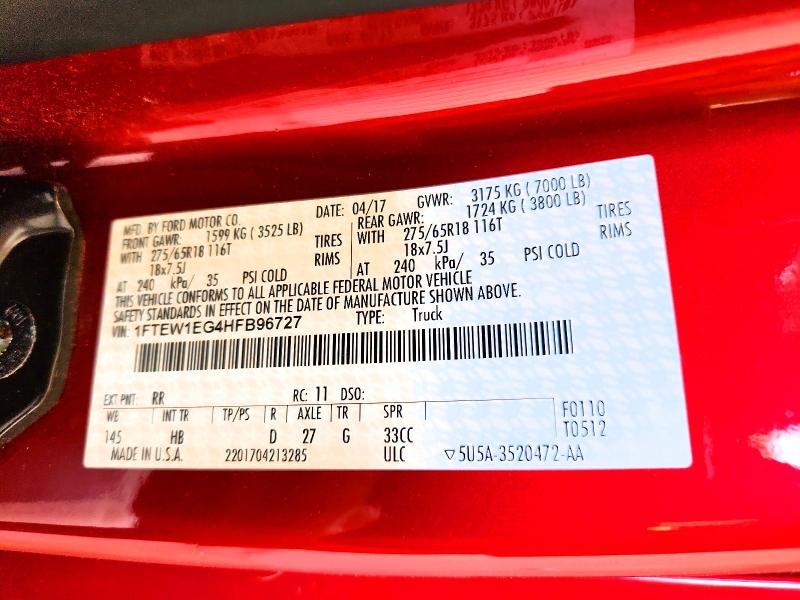 MFD. BY FORD MOTOR CO. DATE: 04/17 GVWR: 3175 KG ( 7000 LB)
FRONT GAWR: 1599 KG ( 3525 LB) REAR GAWR: 1724 KG ( 3800 LB)
WITH 275/65R18 116T TIRES WITH 275/65R18 116T TIRES
18x7.5J RIMS 18x7.5J RIMS
AT 240 kPa/ 35 PSI COLD AT 240 kPa/ 35 PSI COLD
THIS VEHICLE CONFORMS TO ALL APPLICABLE FEDERAL MOTOR VEHICLE
SAFETY STANDARDS IN EFFECT ON THE DATE OF MANUFACTURE SHOWN ABOVE.
VIN: 1FTEW1EG4HFB96727 TYPE: Truck
EXT PNT: RR RC: 11 DSO:
WB INT TR TP/PS R AXLE TR SPR F0110
145 HB D 27 G 33CC T0512
MADE IN U.S.A. 2201704213285 ULC ▽5U5A-3520472-AA